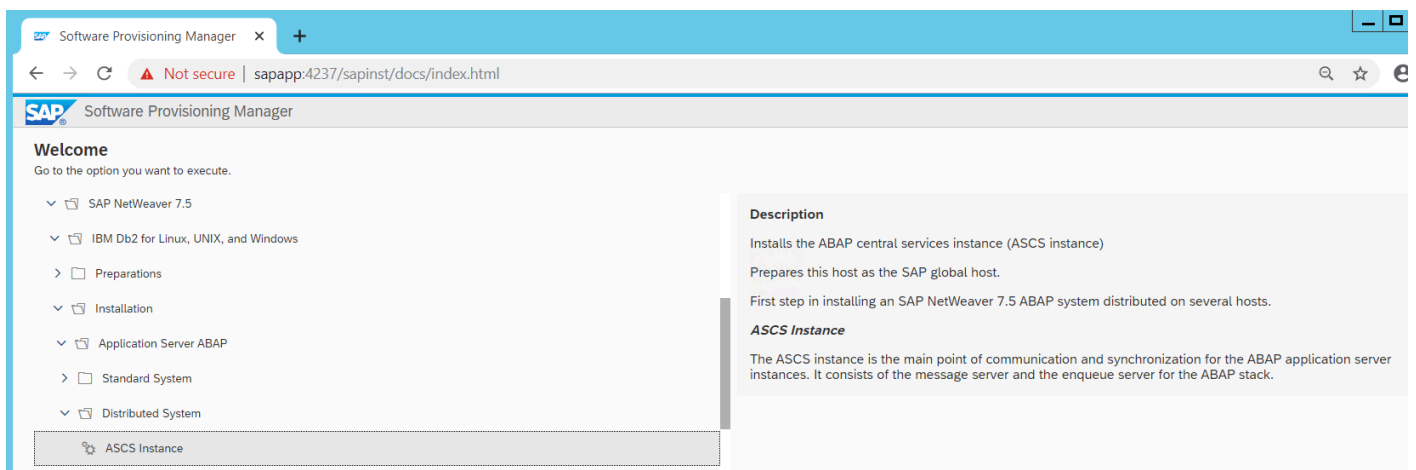 Software Provisioning Manager
Not secure | sapapp:4237/sapinst/docs/index.html
SAP Software Provisioning Manager
Welcome
Go to the option you want to execute.
SAP NetWeaver 7.5
IBM Db2 for Linux, UNIX, and Windows
Preparations
Installation
Application Server ABAP
Standard System
Distributed System
ASCS Instance
Description
Installs the ABAP central services instance (ASCS instance)
Prepares this host as the SAP global host.
First step in installing an SAP NetWeaver 7.5 ABAP system distributed on several hosts.
ASCS Instance
The ASCS instance is the main point of communication and synchronization for the ABAP application server
instances. It consists of the message server and the enqueue server for the ABAP stack.